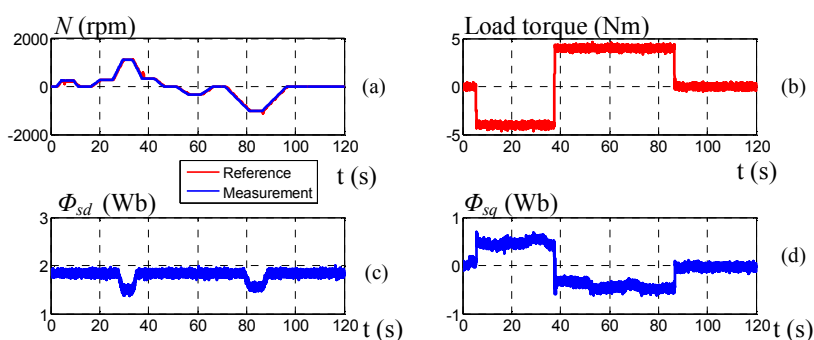 N (rpm)
2000
0
-2000
0 20 40 60 80 100 120
t (s)
(a)
Load torque (Nm)
5
0
-5
0 20 40 60 80 100 120
t (s)
(b)
Reference
Measurement
Φsd (Wb)
3
2
1
0 20 40 60 80 100 120
t (s)
(c)
Φsq (Wb)
1
0
-1
0 20 40 60 80 100 120
t (s)
(d)